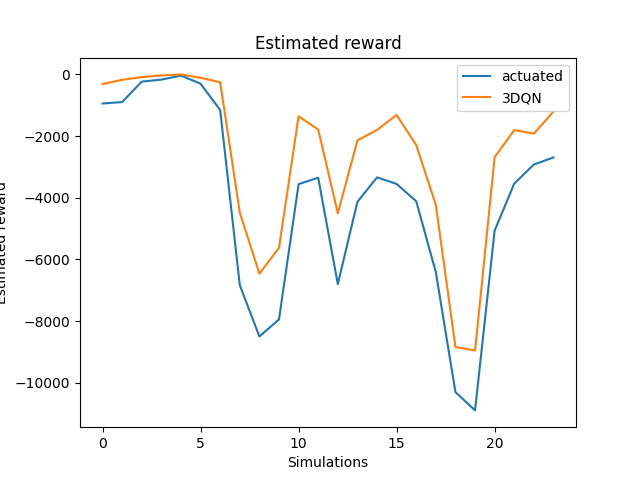 Estimated reward
actuated
3DQN
0
−2000
−4000
−6000
−8000
−10000
Estimated reward
0
5
10
15
20
Simulations